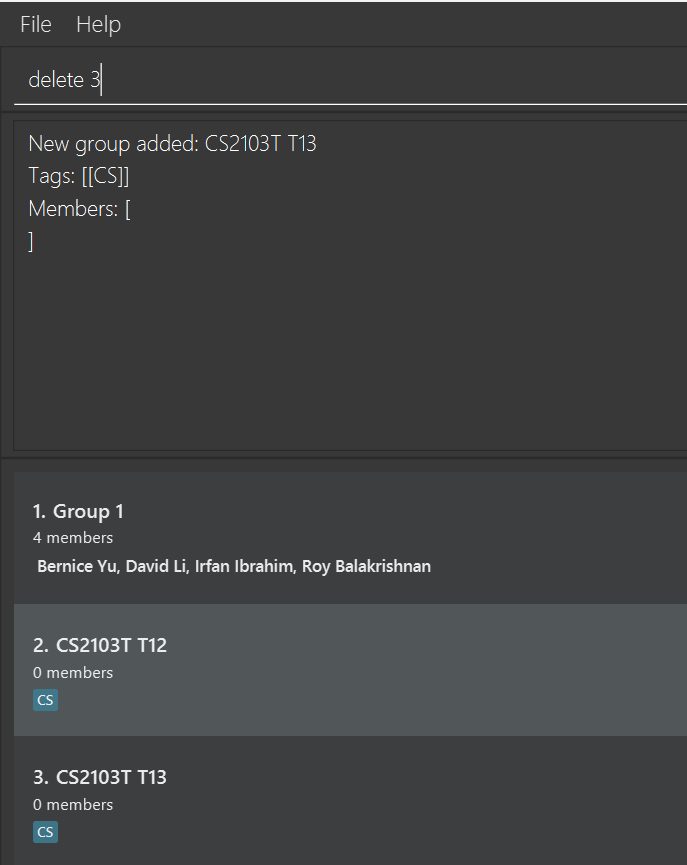 File Help
delete 3
New group added: CS2103T T13
Tags: [[CS]]
Members: [
]
1. Group 1
4 members
Bernice Yu, David Li, Irfan Ibrahim, Roy Balakrishnan
2. CS2103T T12
0 members
CS
3. CS2103T T13
0 members
CS